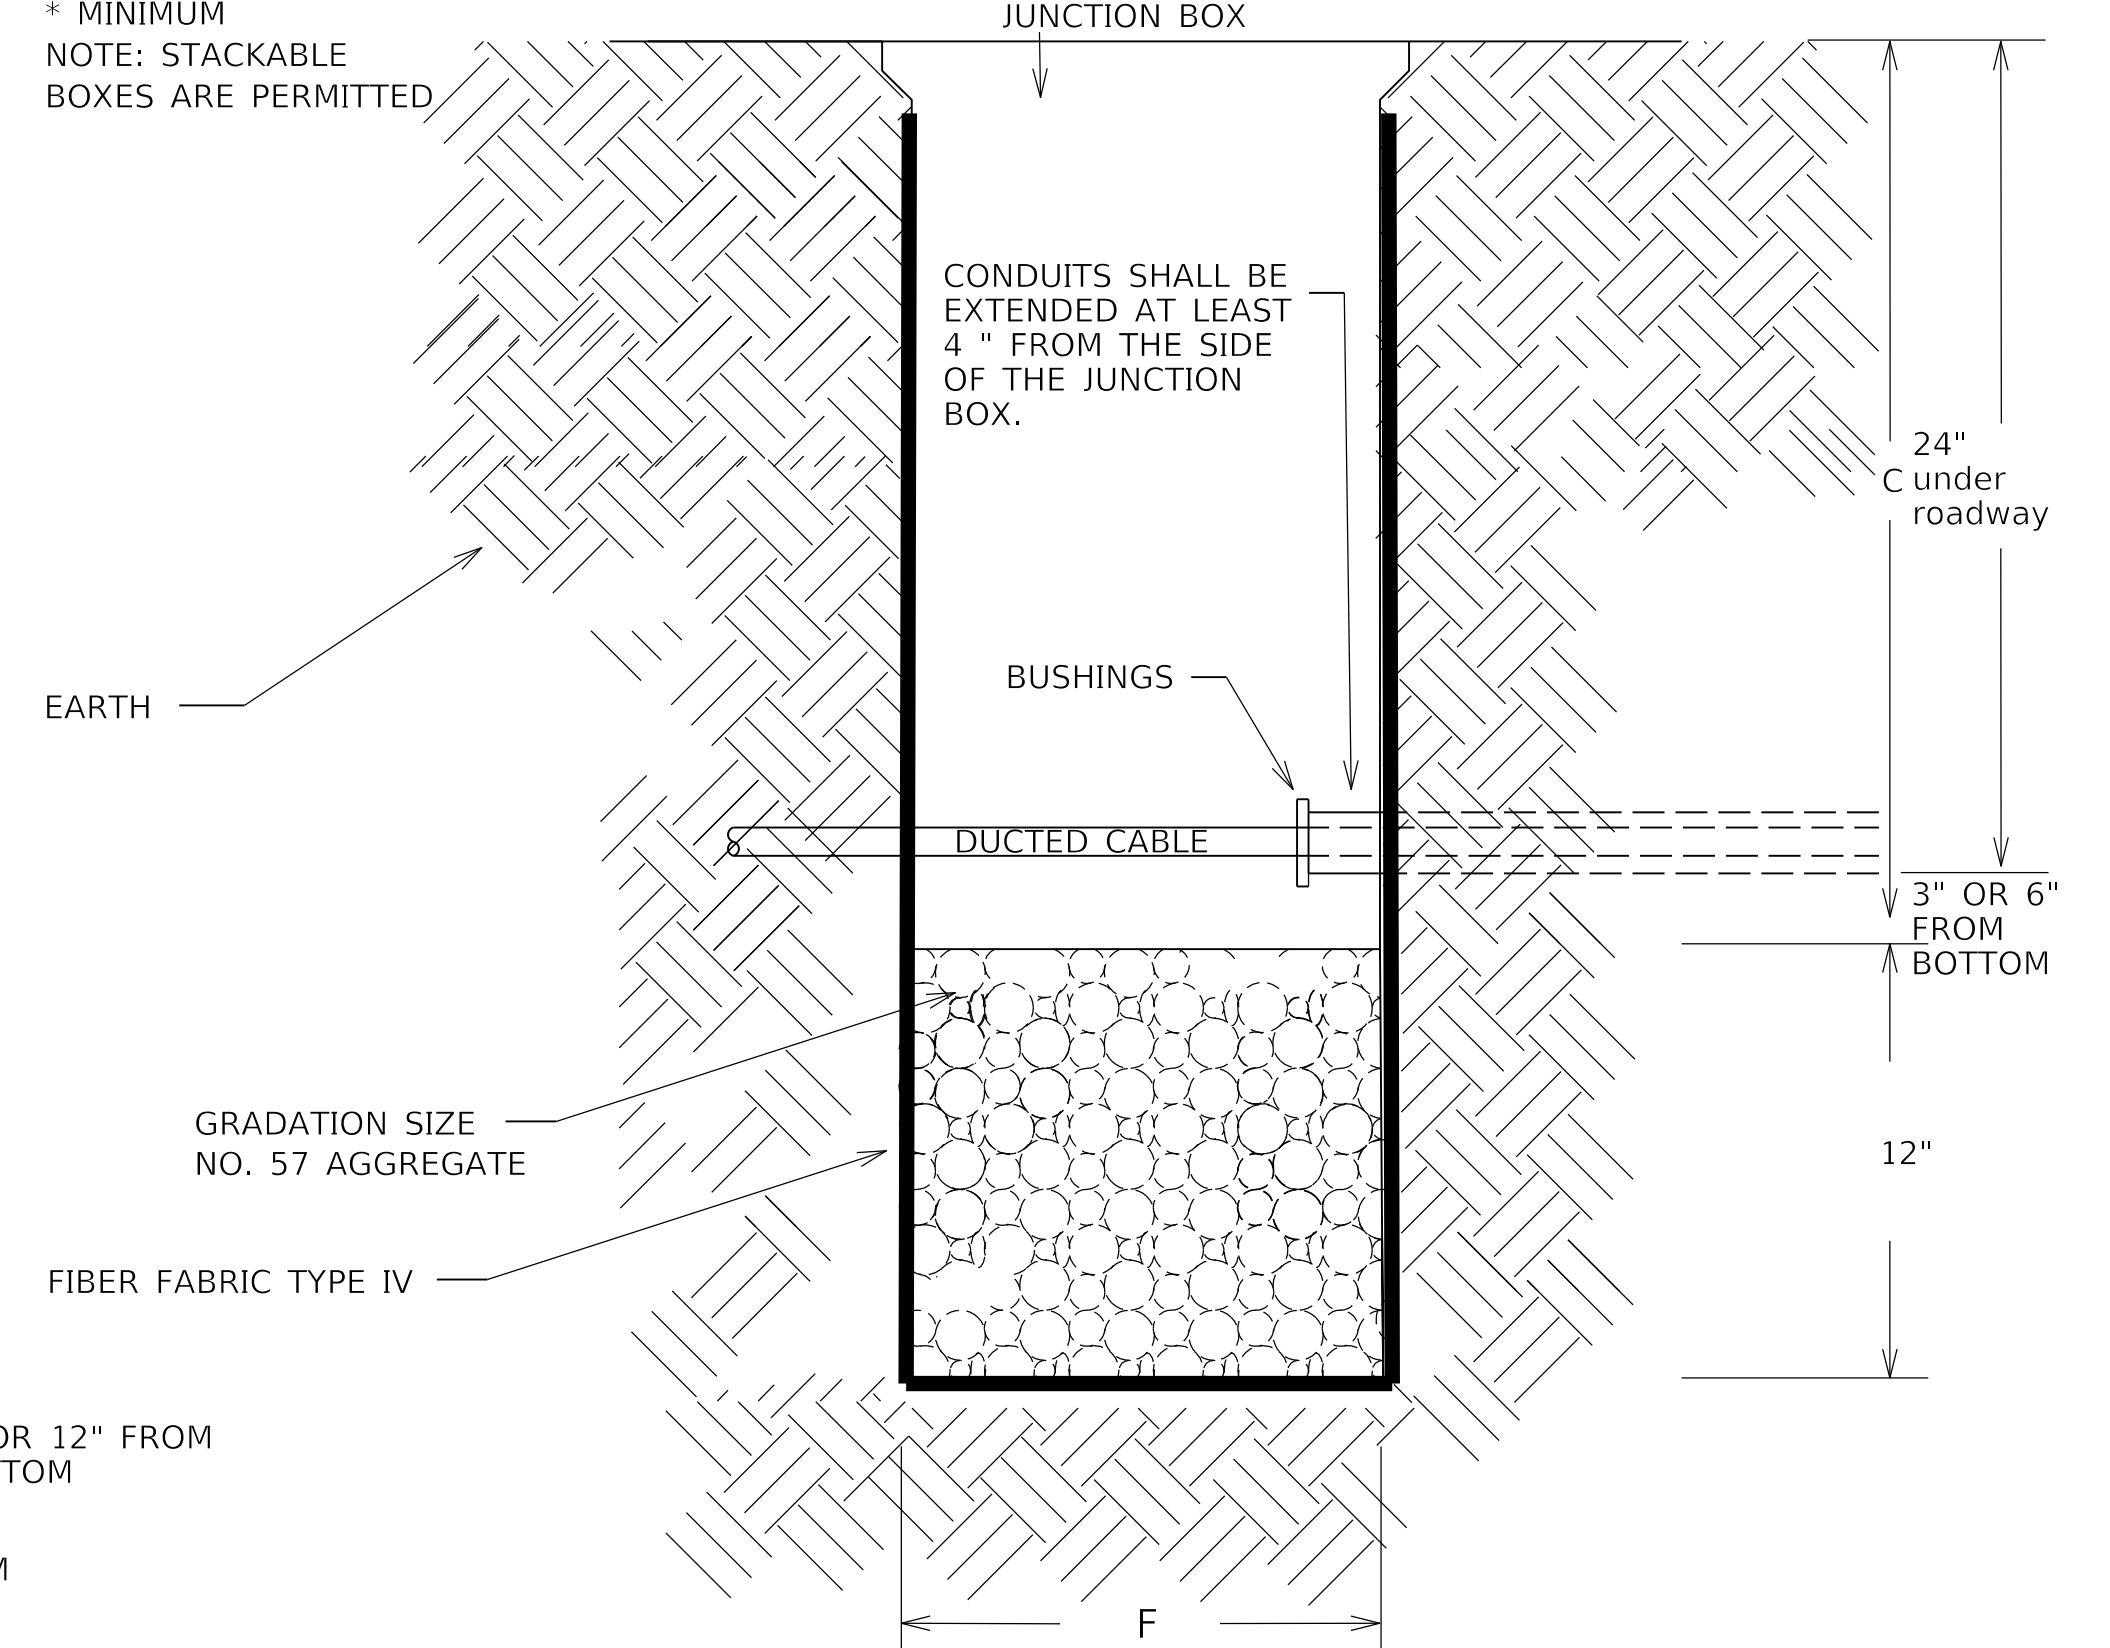 * MINIMUM
NOTE: STACKABLE
BOXES ARE PERMITTED
JUNCTION BOX
CONDUITS SHALL BE
EXTENDED AT LEAST
4 " FROM THE SIDE
OF THE JUNCTION
BOX.
24"
C under
roadway
BUSHINGS
EARTH
DUCTED CABLE
3" OR 6"
FROM
BOTTOM
GRADATION SIZE
NO. 57 AGGREGATE
12"
FIBER FABRIC TYPE IV
OR 12" FROM
F